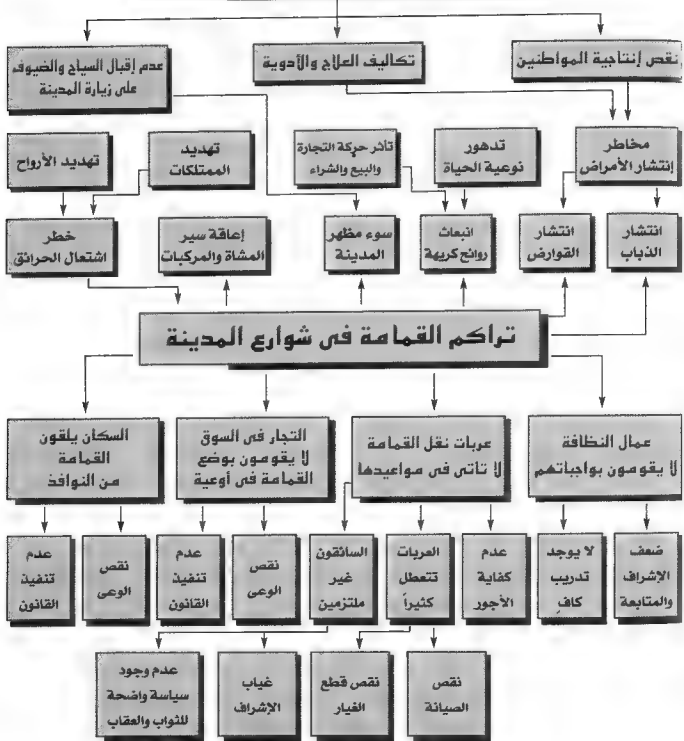 نقص إنتاجية المواطنين
تكاليف العلاج والأدوية
عدم إقبال السياح والضيوف
على زيارة المدينة
مخاطر
إنتشار الأمراض
تدهور
نوعية الحياة
تأثر حركة التجارة
والبيع والشراء
تهديد
الممتلكات
تهديد الأرواح
انتشار
الذباب
انتشار
القوارض
انبعاث
روائح كريهة
سوء مظهر
المدينة
إعاقة سير
المشاة والمركبات
خطر
اشتعال الحرائق
تراكم القمامة فى شوارع المدينة
عمال النظافة
لا يقومون بواجباتهم
عربات نقل القمامة
لا تاتى فى مواعيدها
التجار فى السوق
لا يقومون بوضع
القمامة فى أوعية
السكان يلقون
القمامة
من النوافذ
ضعف
الإشراف
والمتابعة
لا يوجد
تدريب
كافٍ
عدم
كفاية
الأجور
العربات
تتعطل
كثيراً
السائقون
غير
ملتزمين
نقص
الوعى
عدم
تنفيذ
القانون
نقص
الوعى
عدم
تنفيذ
القانون
نقص
الصيانة
نقص قطع
الغيار
غياب
الإشراف
عدم وجود
سياسة واضحة
للثواب والعقاب